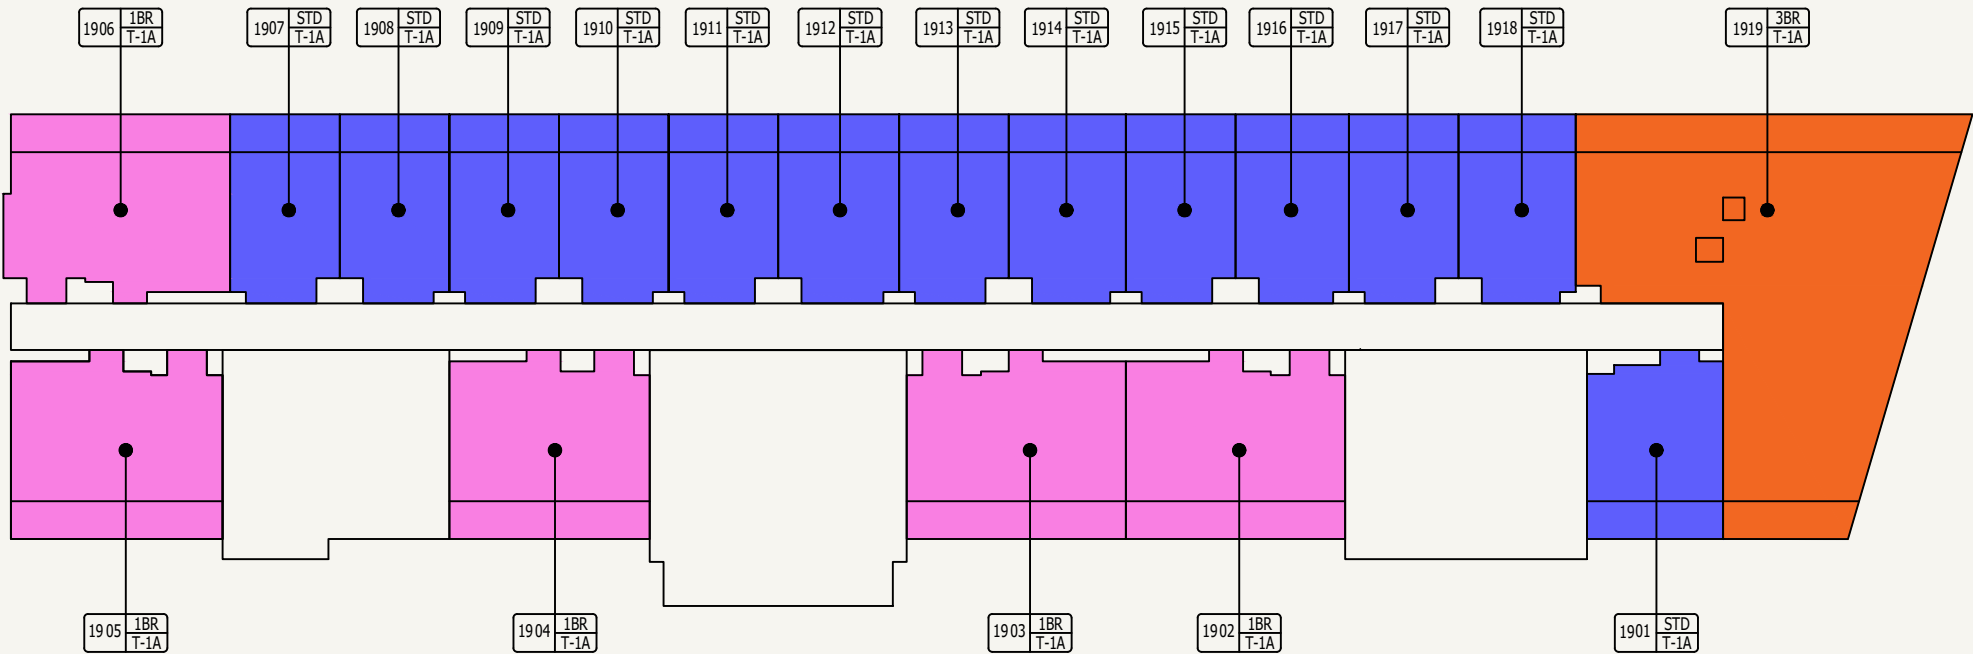 1906 1BR T-1A
1907 STD T-1A
1908 STD T-1A
1909 STD T-1A
1910 STD T-1A
1911 STD T-1A
1912 STD T-1A
1913 STD T-1A
1914 STD T-1A
1915 STD T-1A
1916 STD T-1A
1917 STD T-1A
1918 STD T-1A
1919 3BR T-1A
1905 1BR T-1A
1904 1BR T-1A
1903 1BR T-1A
1902 1BR T-1A
1901 STD T-1A